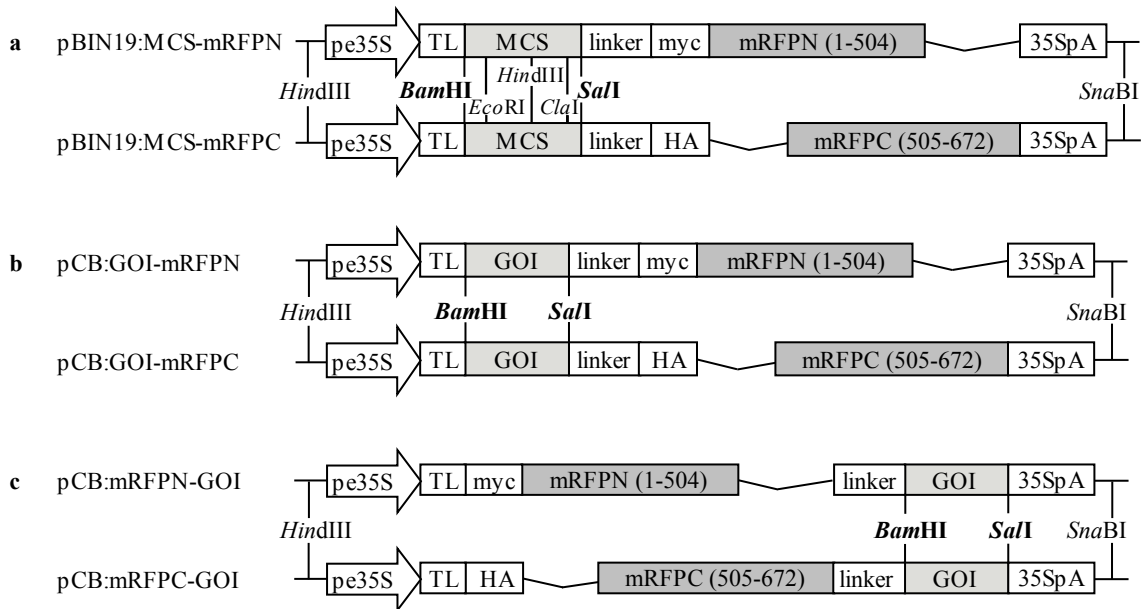 pBIN19:MCS-mRFPN pe35S TL MCS linker myc mRFPN (1-504) 35SpA
a
HindIII BamHI EcoRI HindIII ClaI SalI SnaBI
pBIN19:MCS-mRFPC pe35S TL MCS linker HA mRFPC (505-672) 35SpA
b pCB:GOI-mRFPN pe35S TL GOI linker myc mRFPN (1-504) 35SpA
HindIII BamHI SalI SnaBI
pCB:GOI-mRFPC pe35S TL GOI linker HA mRFPC (505-672) 35SpA
c pCB:mRFPN-GOI pe35S TL myc mRFPN (1-504) linker GOI 35SpA
HindIII BamHI SalI SnaBI
pCB:mRFPC-GOI pe35S TL HA mRFPC (505-672) linker GOI 35SpA